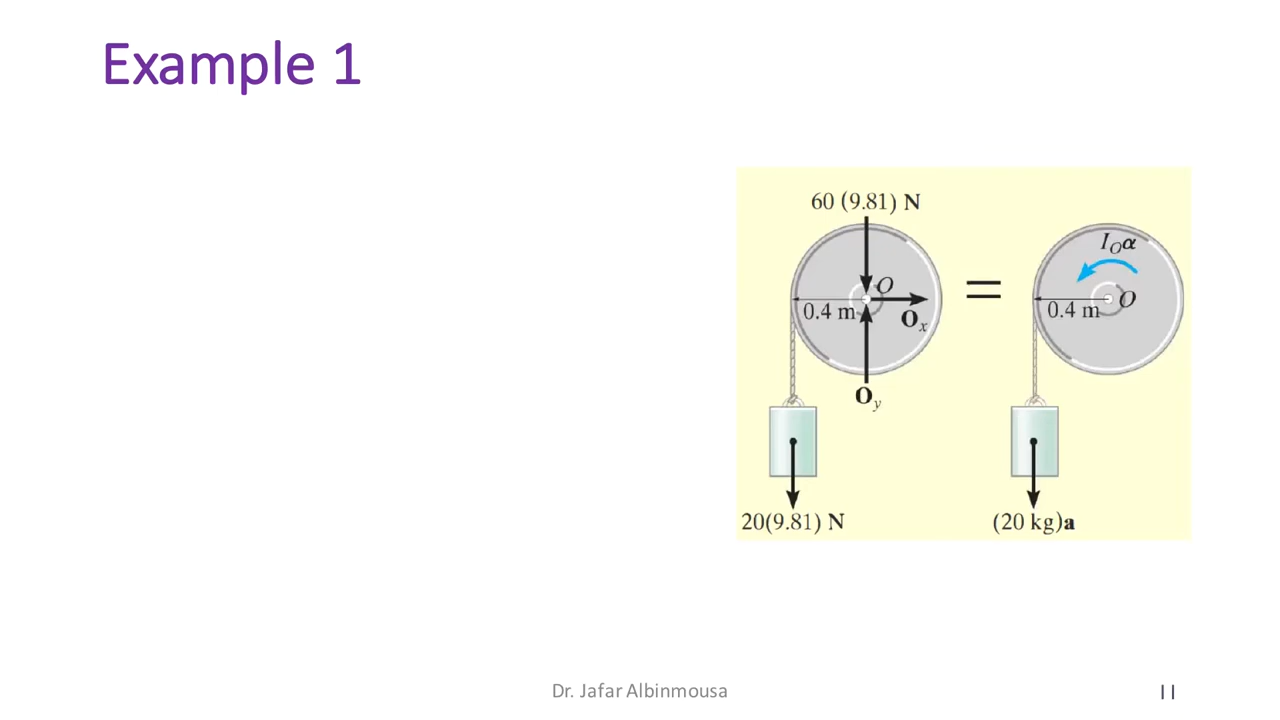 Example 1
60 (9.81) N
O
0.4 m
Oₓ
O_y
20(9.81) N
=
I_Oα
O
0.4 m
(20 kg)a
Dr. Jafar Albinmousa
11